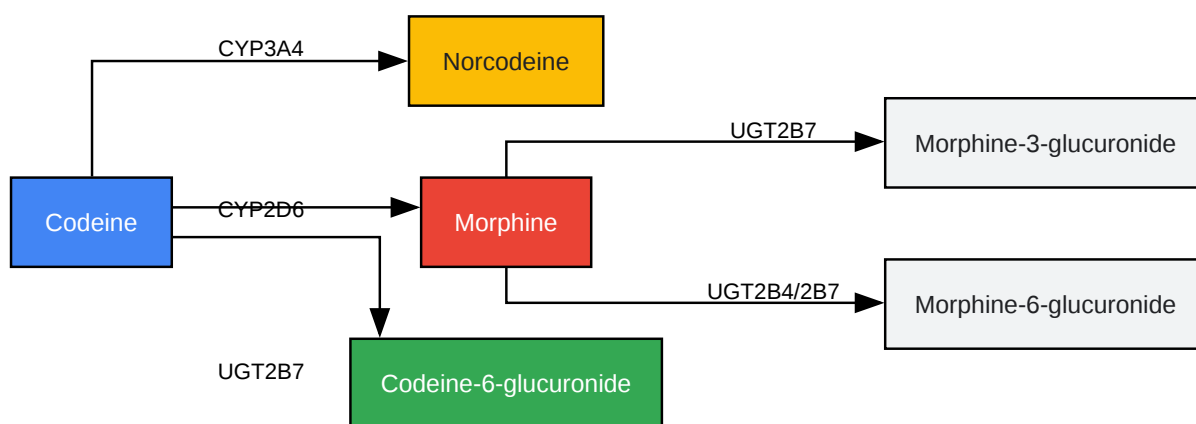 CYP3A4
Norcodeine
UGT2B7
Morphine-3-glucuronide
Codeine
CYP2D6
Morphine
UGT2B4/2B7
Morphine-6-glucuronide
UGT2B7
Codeine-6-glucuronide